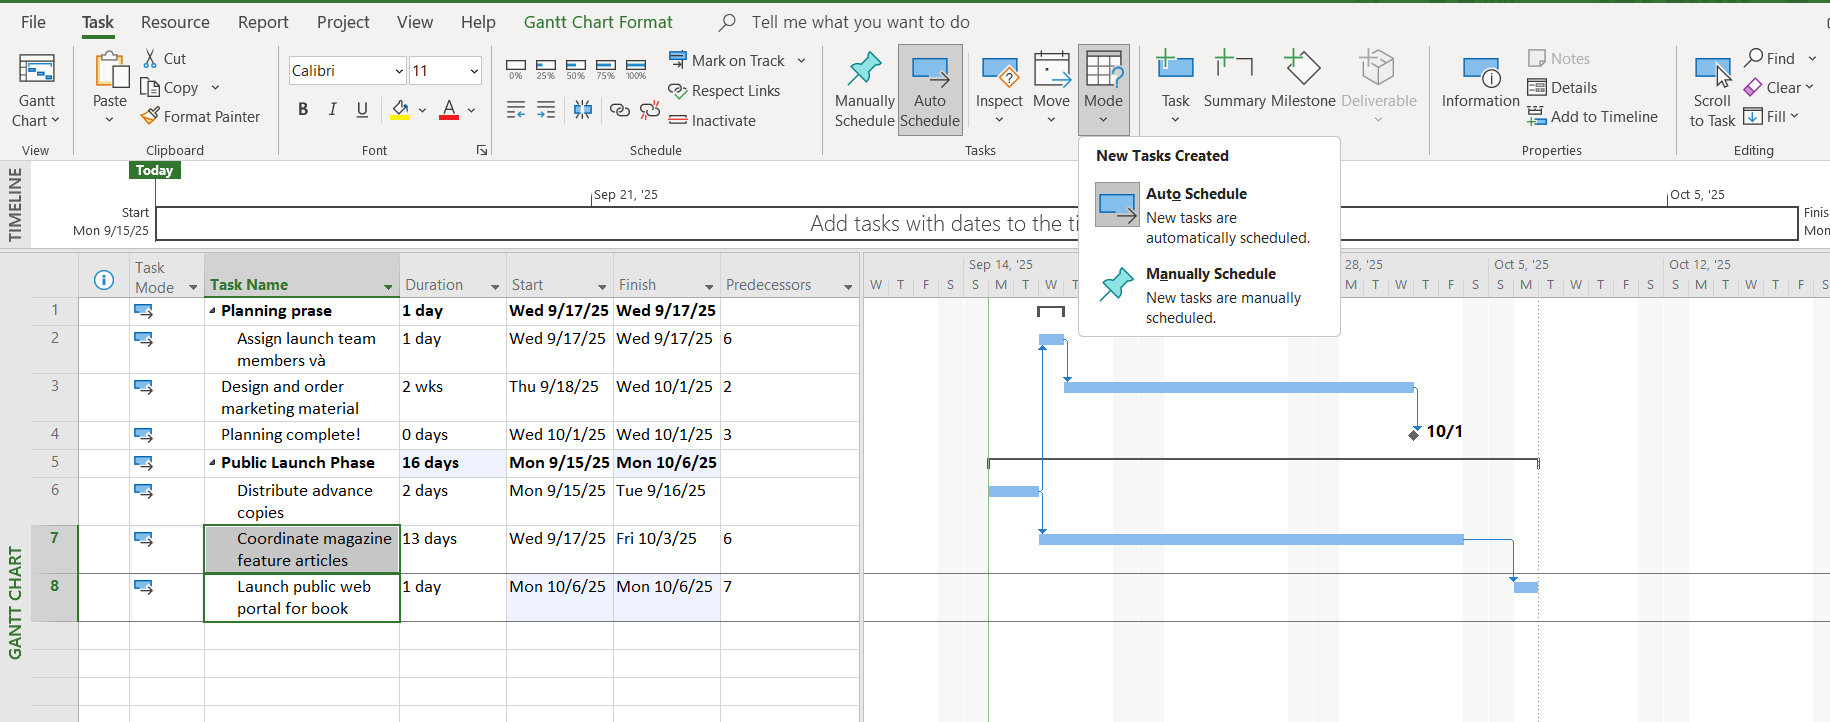 File Task Resource Report Project View Help Gantt Chart Format Tell me what you want to do
Gantt Chart
View
Paste
Cut
Copy
Format Painter
Clipboard
Calibri 11
B I U A
Font
0% 25% 50% 75% 100%
Mark on Track
Respect Links
Inactivate
Schedule
Manually Schedule
Auto Schedule
Inspect
Move
Mode
Tasks
Task
Summary
Milestone
Deliverable
Information
Notes
Details
Add to Timeline
Properties
Scroll to Task
Find
Clear
Fill
Editing
New Tasks Created
Auto Schedule
New tasks are
automatically scheduled.
Manually Schedule
New tasks are manually
scheduled.
TIMELINE
Today
Sep 21, '25
Oct 5, '25
Start
Mon 9/15/25
Add tasks with dates to the ti
Finis
Mon
GANTT CHART
Task Mode Task Name Duration Start Finish Predecessors
Sep 14, '25 28, '25 Oct 5, '25 Oct 12, '25
W T F S S M T W T M T W T F S S M T W T F S S M T W T F S
1 Planning prase 1 day Wed 9/17/25 Wed 9/17/25
2 Assign launch team members và 1 day Wed 9/17/25 Wed 9/17/25 6
3 Design and order marketing material 2 wks Thu 9/18/25 Wed 10/1/25 2
4 Planning complete! 0 days Wed 10/1/25 Wed 10/1/25 3
10/1
5 Public Launch Phase 16 days Mon 9/15/25 Mon 10/6/25
6 Distribute advance copies 2 days Mon 9/15/25 Tue 9/16/25
7 Coordinate magazine feature articles 13 days Wed 9/17/25 Fri 10/3/25 6
8 Launch public web portal for book 1 day Mon 10/6/25 Mon 10/6/25 7